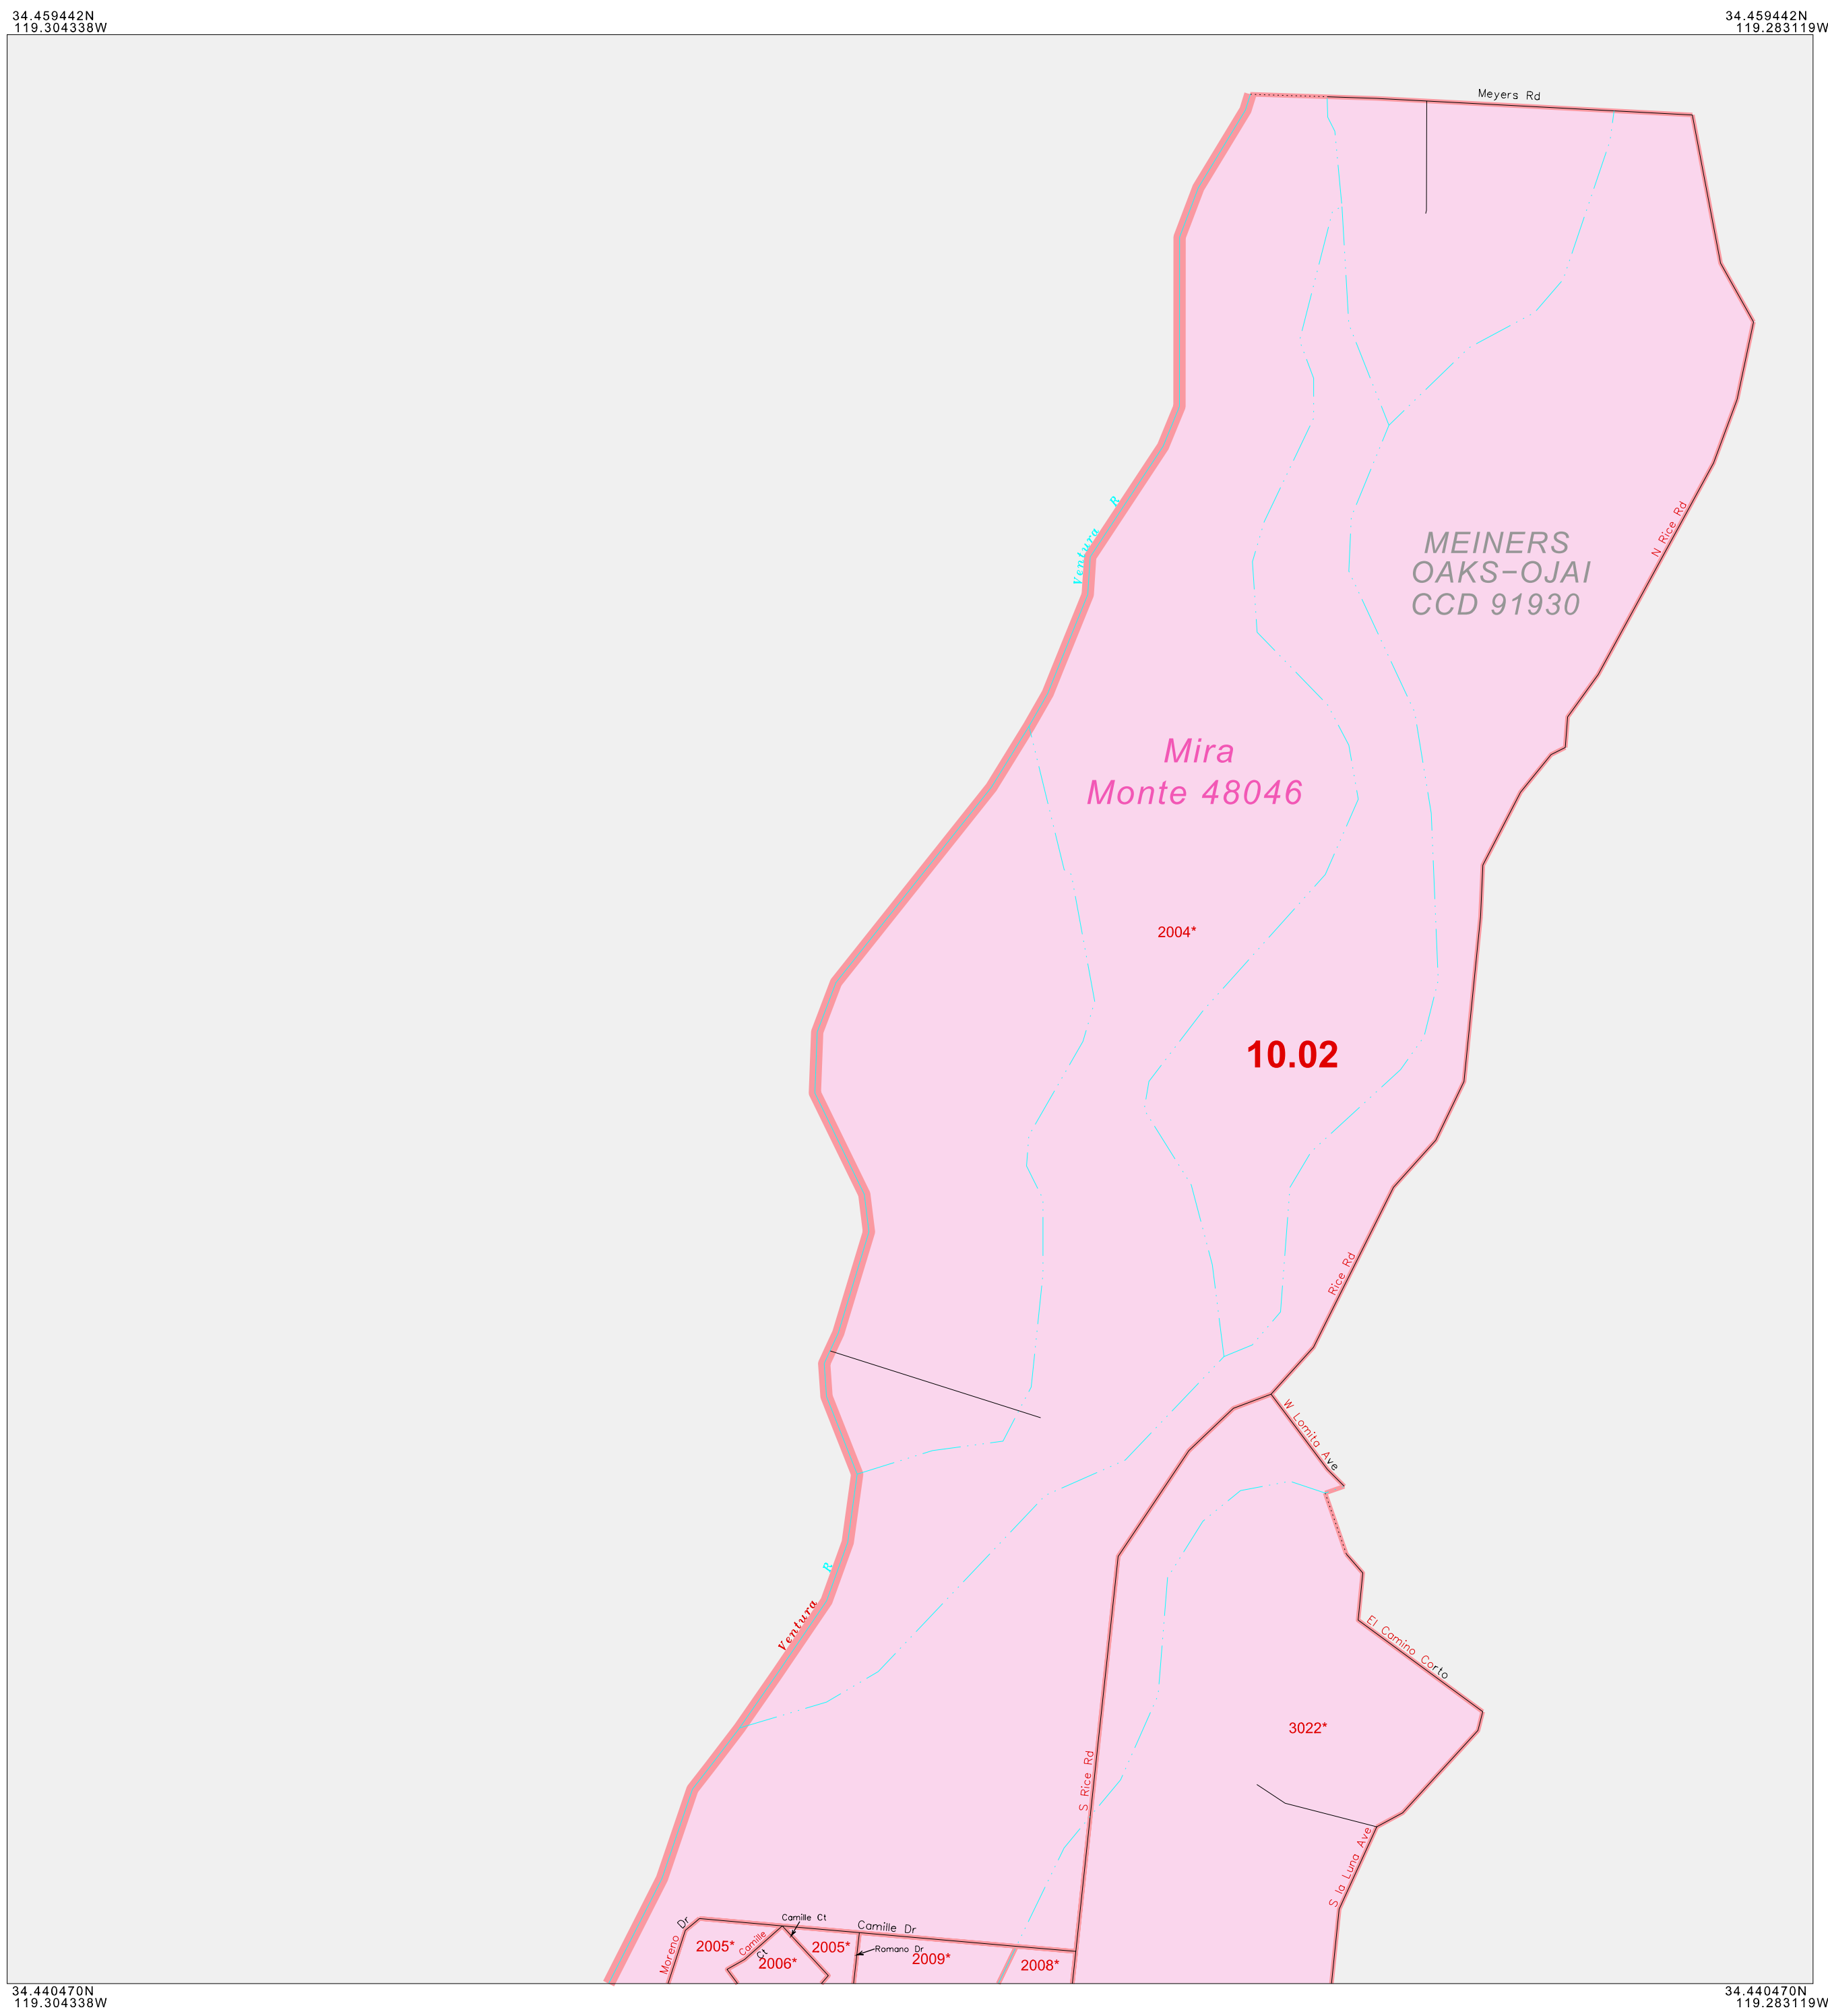 34.459442N
119.304338W
34.459442N
119.283119W
Meyers Rd
Ventura R
N Rice Rd
MEINERS
OAKS-OJAI
CCD 91930
Mira
Monte 48046
2004*
10.02
Rice Rd
W Lomita Ave
Ventura R
El Camino Corto
3022*
S Rice Rd
S la Luna Ave
Moreno Dr
Camille Ct
Camille Dr
2005*
Camille Ct
2006*
2005*
Romano Dr
2009*
2008*
34.440470N
119.304338W
34.440470N
119.283119W